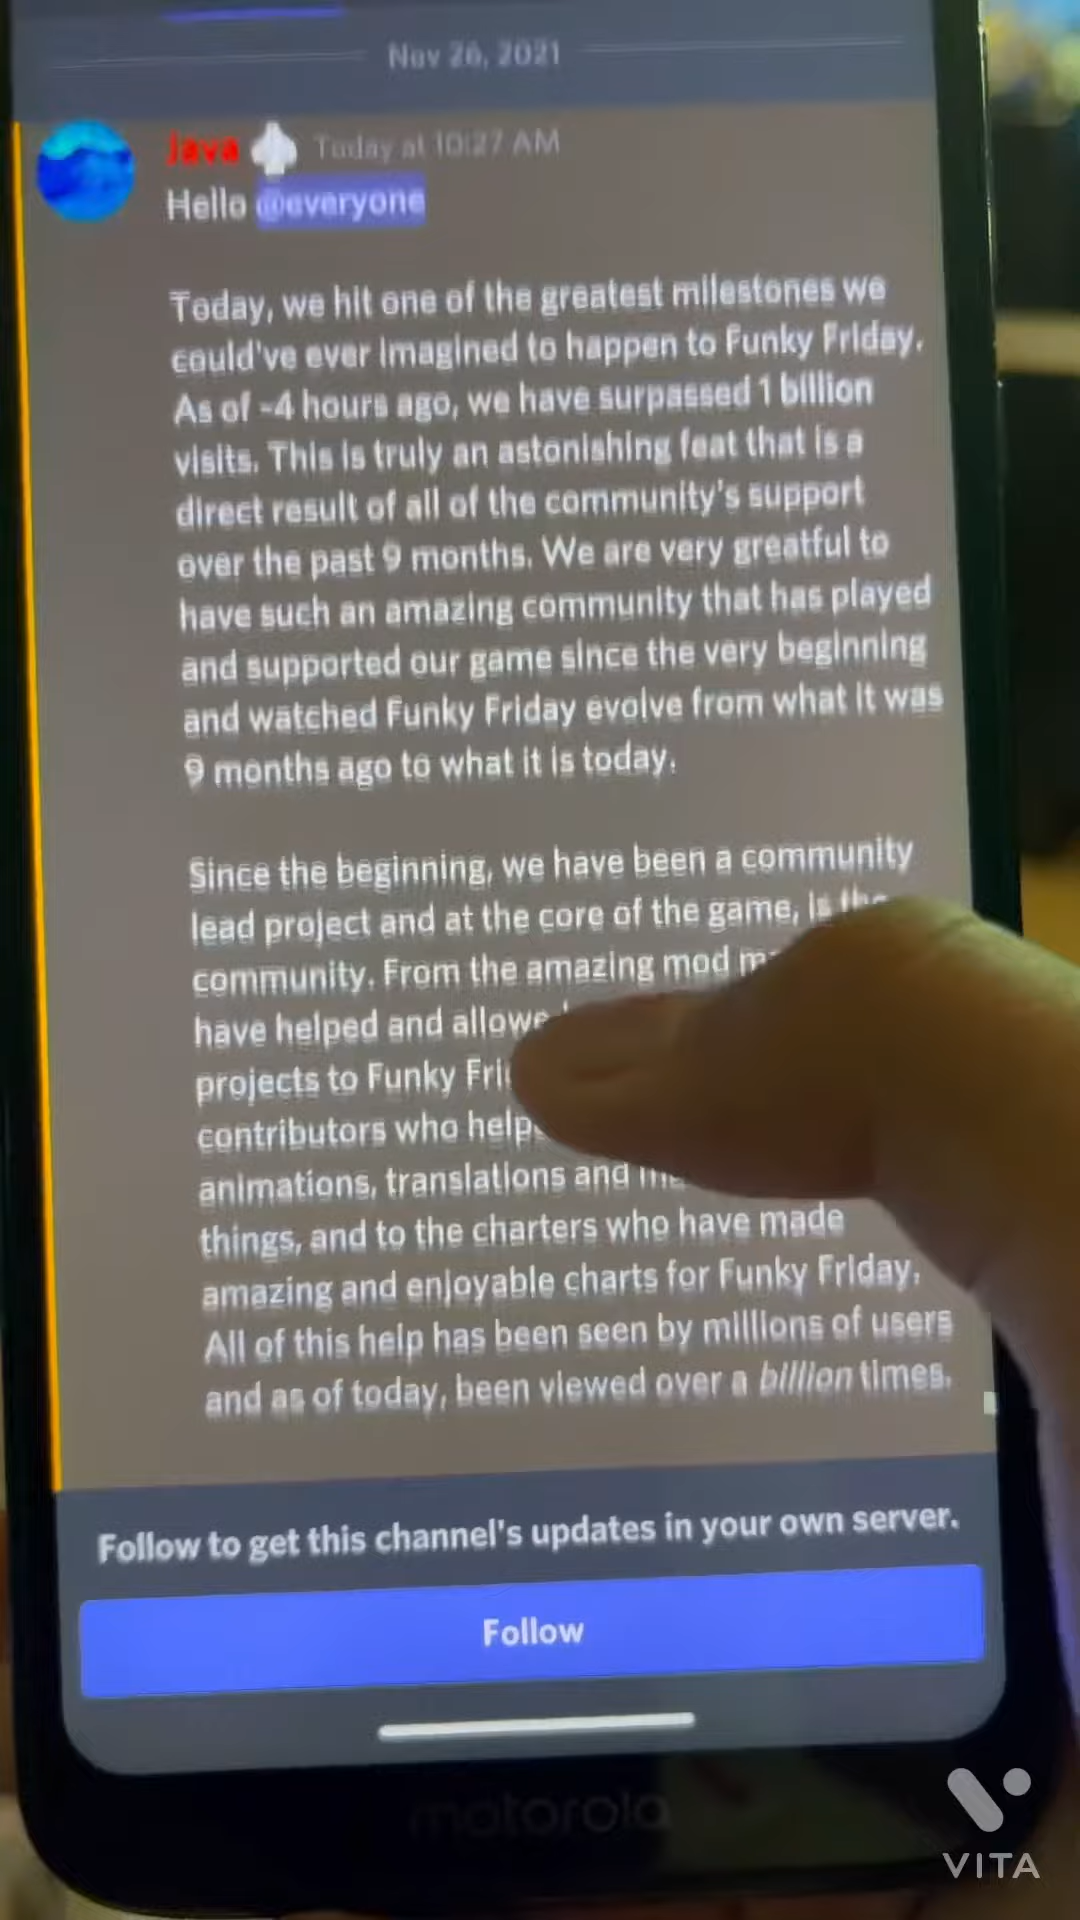 Nov 26, 2021
Java Today at 10:27 AM
Hello @everyone
Today, we hit one of the greatest milestones we
could've ever imagined to happen to Funky Friday.
As of ~4 hours ago, we have surpassed 1 billion
visits. This is truly an astonishing feat that is a
direct result of all of the community's support
over the past 9 months. We are very greatful to
have such an amazing community that has played
and supported our game since the very beginning
and watched Funky Friday evolve from what it was
9 months ago to what it is today.
Since the beginning, we have been a community
lead project and at the core of the game, is the
community. From the amazing mod
have helped and allowed
projects to Funky
contributors who
animations, translations and
things, and to the charters who have made
amazing and enjoyable charts for Funky Friday.
All of this help has been seen by millions of users
and as of today, been viewed over a billion times.
Follow to get this channel's updates in your own server.
Follow
motorola
VITA